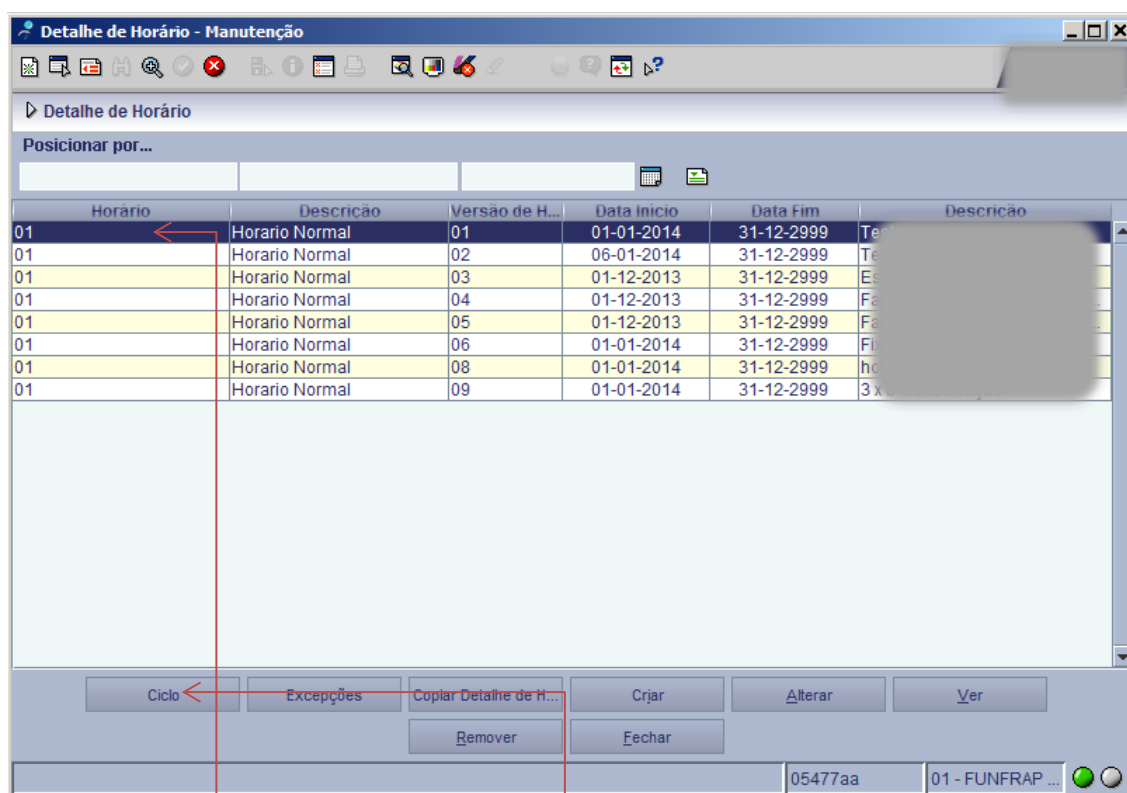 Detalhe de Horário - Manutenção
Detalhe de Horário
Posicionar por...
Horário Descrição Versão de H... Data Inicio Data Fim Descrição
01 Horario Normal 01 01-01-2014 31-12-2999
01 Horario Normal 02 06-01-2014 31-12-2999
01 Horario Normal 03 01-12-2013 31-12-2999
01 Horario Normal 04 01-12-2013 31-12-2999
01 Horario Normal 05 01-12-2013 31-12-2999
01 Horario Normal 06 01-01-2014 31-12-2999
01 Horario Normal 08 01-01-2014 31-12-2999
01 Horario Normal 09 01-01-2014 31-12-2999 3 x
Ciclo Excepções Copiar Detalhe de H... Criar Alterar Ver
Remover Fechar
05477aa 01 - FUNFRAP ...